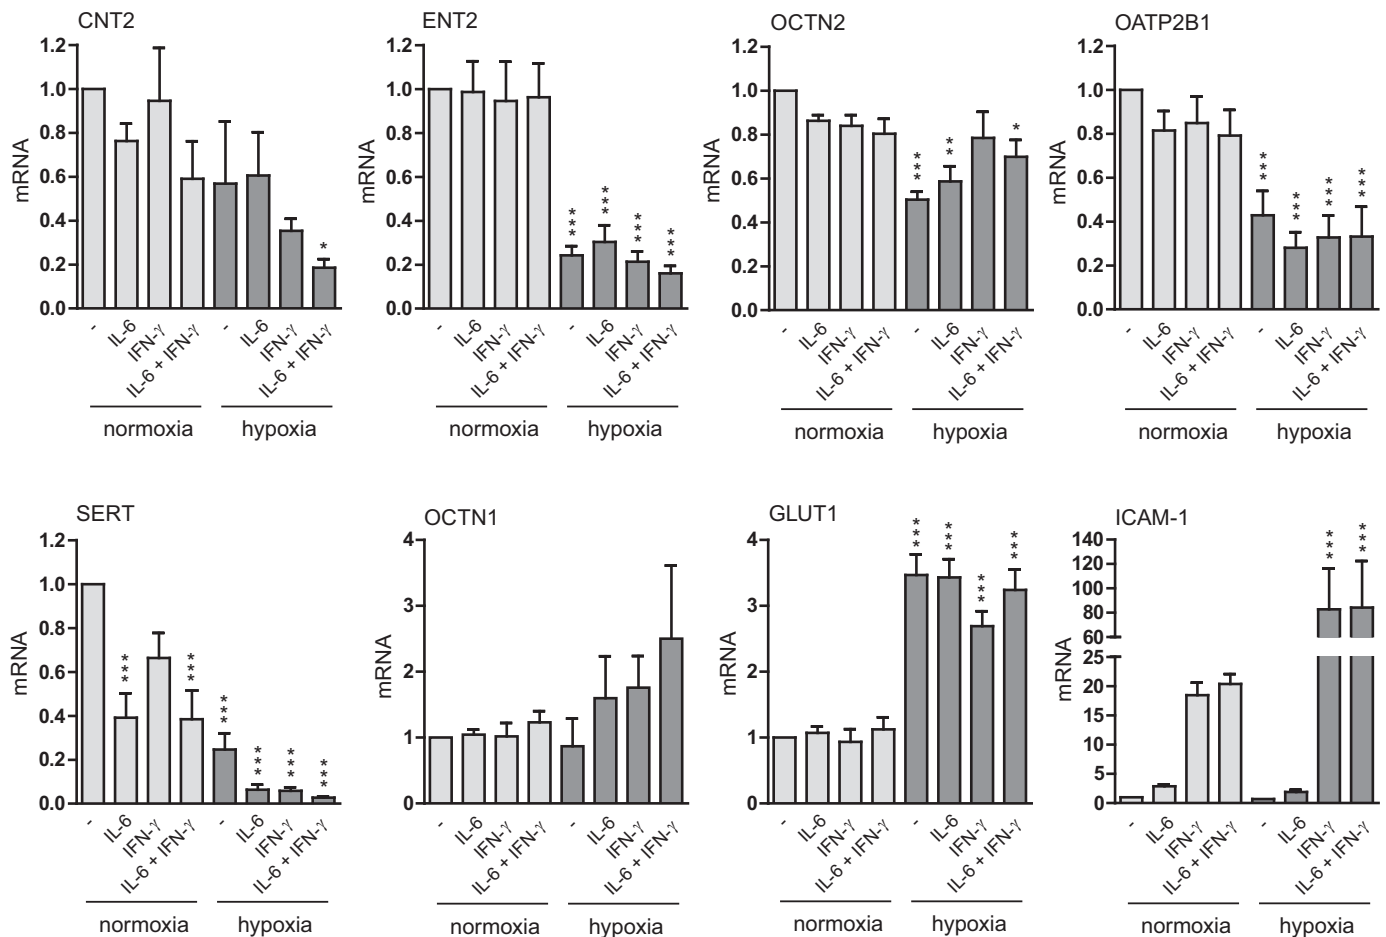 CNT2
1.2
1.0
0.8
0.6
0.4
0.2
0.0
mRNA
*
- IL-6 IFN-γ IL-6 + IFN-γ - IL-6 IFN-γ IL-6 + IFN-γ
normoxia hypoxia
ENT2
1.2
1.0
0.8
0.6
0.4
0.2
0.0
mRNA
*** *** *** ***
- IL-6 IFN-γ IL-6 + IFN-γ - IL-6 IFN-γ IL-6 + IFN-γ
normoxia hypoxia
OCTN2
1.2
1.0
0.8
0.6
0.4
0.2
0.0
mRNA
*** ** *
- IL-6 IFN-γ IL-6 + IFN-γ - IL-6 IFN-γ IL-6 + IFN-γ
normoxia hypoxia
OATP2B1
1.2
1.0
0.8
0.6
0.4
0.2
0.0
mRNA
*** *** *** ***
- IL-6 IFN-γ IL-6 + IFN-γ - IL-6 IFN-γ IL-6 + IFN-γ
normoxia hypoxia
SERT
1.2
1.0
0.8
0.6
0.4
0.2
0.0
mRNA
*** *** *** *** *** ***
- IL-6 IFN-γ IL-6 + IFN-γ - IL-6 IFN-γ IL-6 + IFN-γ
normoxia hypoxia
OCTN1
4
3
2
1
0
mRNA
- IL-6 IFN-γ IL-6 + IFN-γ - IL-6 IFN-γ IL-6 + IFN-γ
normoxia hypoxia
GLUT1
4
3
2
1
0
mRNA
*** *** *** ***
- IL-6 IFN-γ IL-6 + IFN-γ - IL-6 IFN-γ IL-6 + IFN-γ
normoxia hypoxia
ICAM-1
140
120
100
80
60
25
20
15
10
5
0
mRNA
*** ***
- IL-6 IFN-γ IL-6 + IFN-γ - IL-6 IFN-γ IL-6 + IFN-γ
normoxia hypoxia